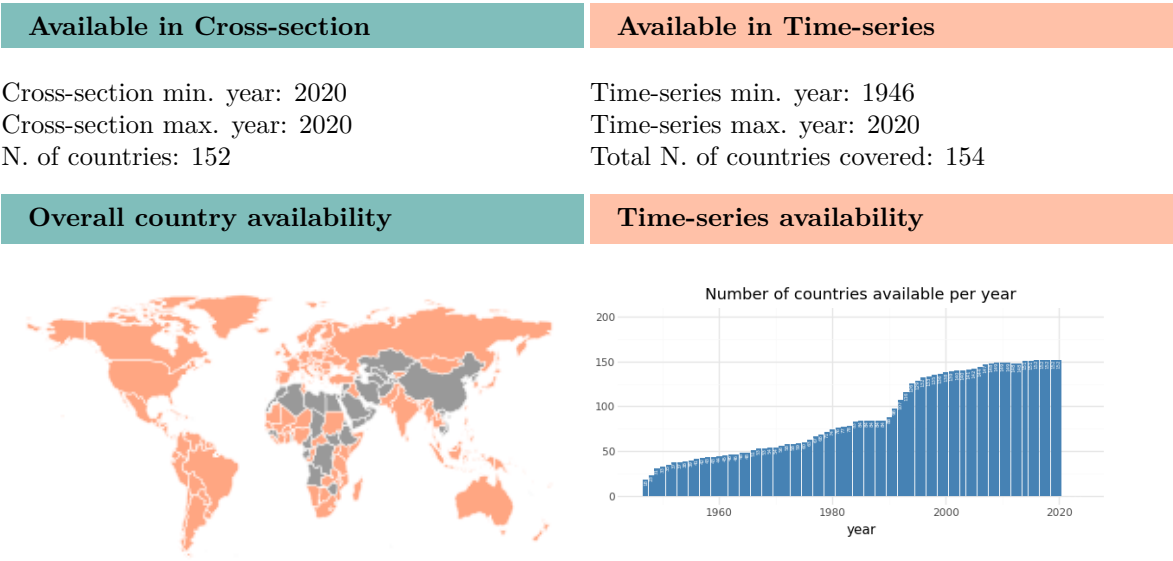 Available in Cross-section
Available in Time-series
Cross-section min. year: 2020
Cross-section max. year: 2020
N. of countries: 152
Time-series min. year: 1946
Time-series max. year: 2020
Total N. of countries covered: 154
Overall country availability
Time-series availability
Number of countries available per year
200
150
100
50
0
1960 1980 2000 2020
year